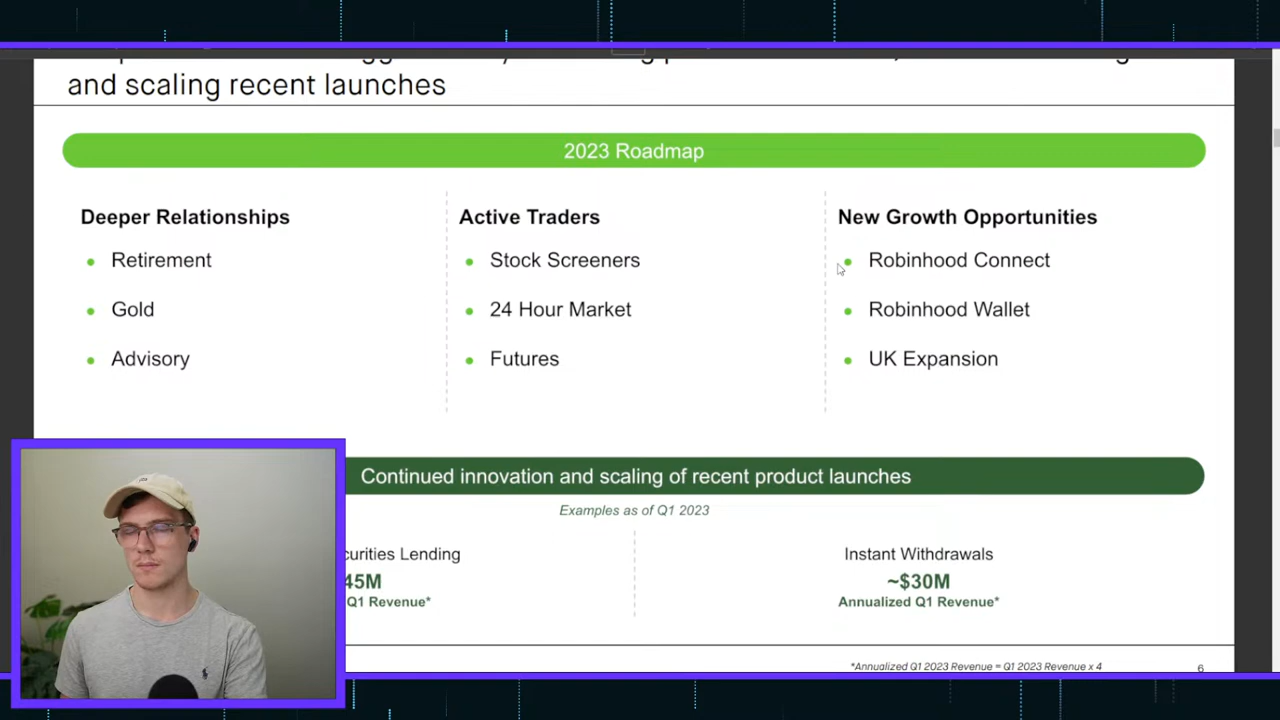 and scaling recent launches
2023 Roadmap
Deeper Relationships
Retirement
Gold
Advisory
Active Traders
Stock Screeners
24 Hour Market
Futures
New Growth Opportunities
Robinhood Connect
Robinhood Wallet
UK Expansion
Continued innovation and scaling of recent product launches
Examples as of Q1 2023
curities Lending
45M
Q1 Revenue*
Instant Withdrawals
~$30M
Annualized Q1 Revenue*
*Annualized Q1 2023 Revenue = Q1 2023 Revenue x 4
6